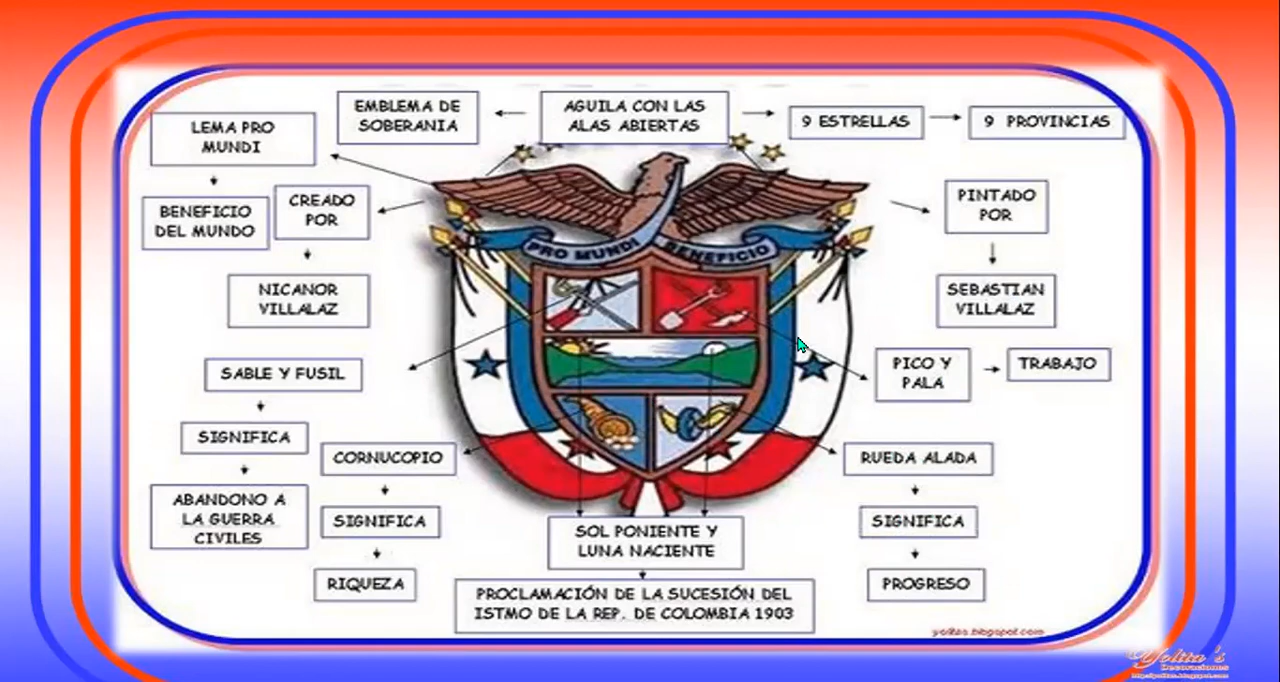 EMBLEMA DE
SOBERANIA
AGUILA CON LAS
ALAS ABIERTAS
9 ESTRELLAS
9 PROVINCIAS
LEMA PRO
MUNDI
BENEFICIO
DEL MUNDO
CREADO
POR
NICANOR
VILLALAZ
PINTADO
POR
SEBASTIAN
VILLALAZ
PRO MUNDI
BENEFICIO
SABLE Y FUSIL
SIGNIFICA
ABANDONO A
LA GUERRA
CIVILES
PICO Y
PALA
TRABAJO
CORNUCOPIO
SIGNIFICA
RIQUEZA
RUEDA ALADA
SIGNIFICA
PROGRESO
SOL PONIENTE Y
LUNA NACIENTE
PROCLAMACIÓN DE LA SUCESIÓN DEL
ISTMO DE LA REP. DE COLOMBIA 1903
yolitea.blogspot.com
Yolita's
Decoraciones